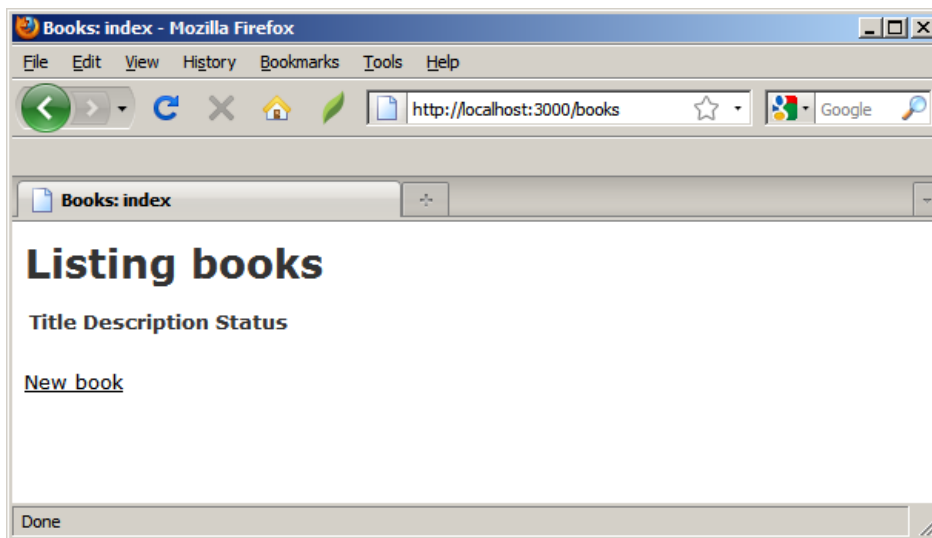 Books: index - Mozilla Firefox
File Edit View History Bookmarks Tools Help
http://localhost:3000/books Google
Books: index
Listing books
Title Description Status
New book
Done